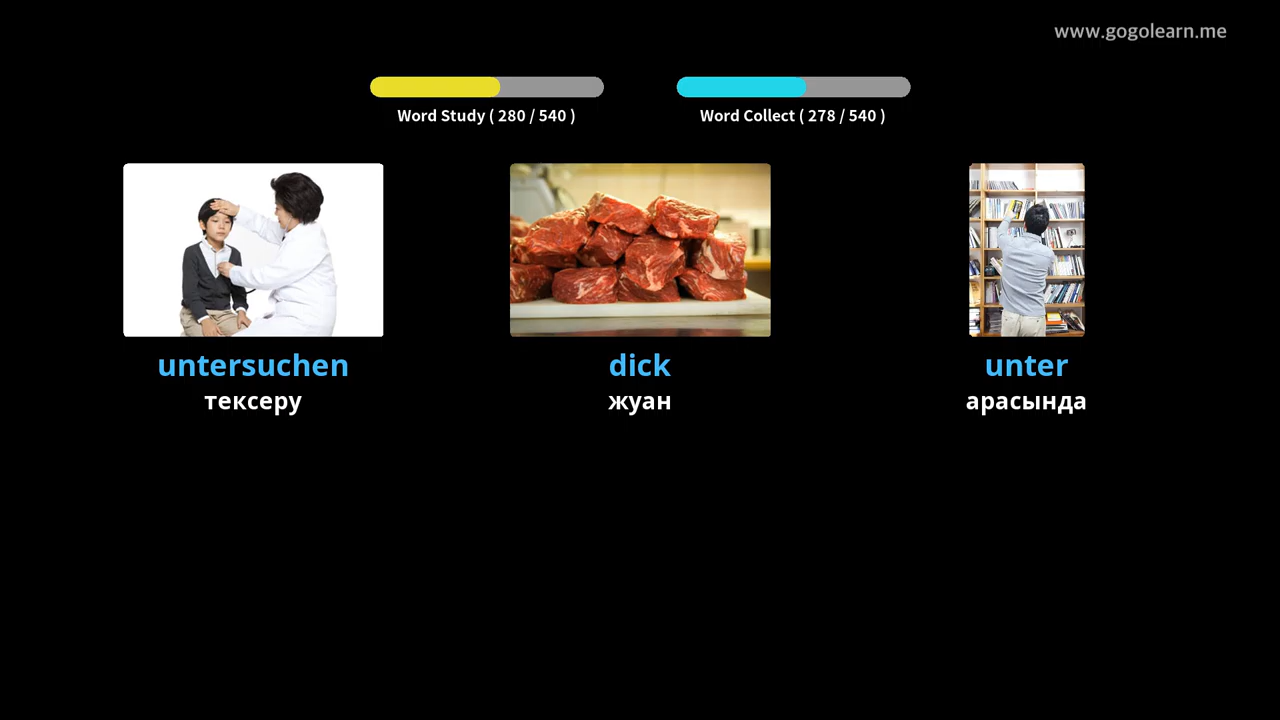 www.gogolearn.me
Word Study ( 280 / 540 )
Word Collect ( 278 / 540 )
untersuchen
тексеру
dick
жуан
unter
арасында